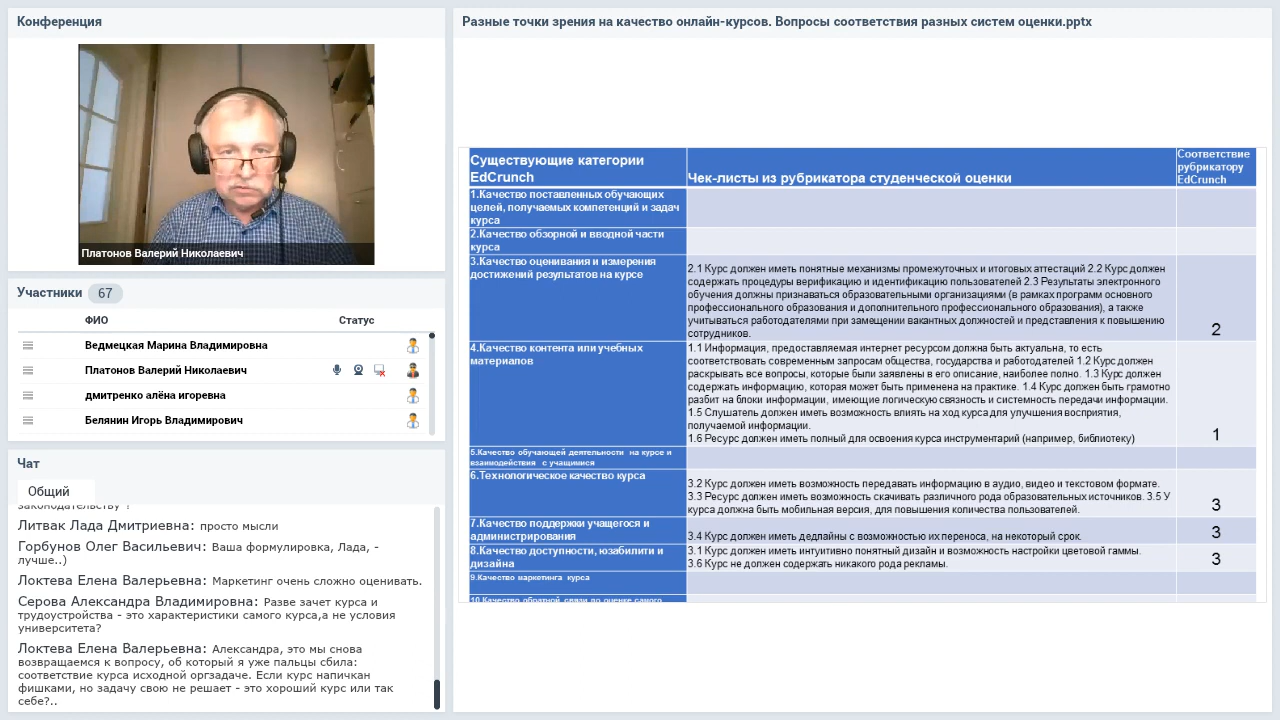 Конференция
Платонов Валерий Николаевич
Участники 67
ФИО Статус
Ведмецкая Марина Владимировна
Платонов Валерий Николаевич
дмитренко алёна игоревна
Белянин Игорь Владимирович
Чат
Общий
законодательству ?
Литвак Лада Дмитриевна: просто мысли
Горбунов Олег Васильевич: Ваша формулировка, Лада, -
лучше..)
Локтева Елена Валерьевна: Маркетинг очень сложно оценивать.
Серова Александра Владимировна: Разве зачет курса и
трудоустройства - это характеристики самого курса,а не условия
университета?
Локтева Елена Валерьевна: Александра, это мы снова
возвращаемся к вопросу, об который я уже пальцы сбила:
соответствие курса исходной оргзадаче. Если курс напичкан
фишками, но задачу свою не решает - это хороший курс или так
себе?..
Разные точки зрения на качество онлайн-курсов. Вопросы соответствия разных систем оценки.pptx
Существующие категории
EdCrunch
Чек-листы из рубрикатора студенческой оценки
Соответствие
рубрикатору
EdCrunch
1.Качество поставленных обучающих
целей, получаемых компетенций и задач
курса
2.Качество обзорной и вводной части
курса
3.Качество оценивания и измерения
достижений результатов на курсе
2.1 Курс должен иметь понятные механизмы промежуточных и итоговых аттестаций 2.2 Курс должен
содержать процедуры верификацию и идентификацию пользователей 2.3 Результаты электронного
обучения должны признаваться образовательными организациями (в рамках программ основного
профессионального образования и дополнительного профессионального образования), а также
учитываться работодателями при замещении вакантных должностей и представления к повышению
сотрудников.
2
4.Качество контента или учебных
материалов
1.1 Информация, предоставляемая интернет ресурсом должна быть актуальна, то есть
соответствовать современным запросам общества, государства и работодателей 1.2 Курс должен
раскрывать все вопросы, которые были заявлены в его описание, наиболее полно. 1.3 Курс должен
содержать информацию, которая может быть применена на практике. 1.4 Курс должен быть грамотно
разбит на блоки информации, имеющие логическую связность и системность передачи информации.
1.5 Слушатель должен иметь возможность влиять на ход курса для улучшения восприятия,
получаемой информации.
1.6 Ресурс должен иметь полный для освоения курса инструментарий (например, библиотеку)
1
5.Качество обучающей деятельности на курсе и
взаимодействия с учащимися
6.Технологическое качество курса
3.2 Курс должен иметь возможность передавать информацию в аудио, видео и текстовом формате.
3.3 Ресурс должен иметь возможность скачивать различного рода образовательных источников. 3.5 У
курса должна быть мобильная версия, для повышения количества пользователей.
3
7.Качество поддержки учащегося и
администрирования
3.4 Курс должен иметь дедлайны с возможностью их переноса, на некоторый срок.
3
8.Качество доступности, юзабилити и
дизайна
3.1 Курс должен иметь интуитивно понятный дизайн и возможность настройки цветовой гаммы.
3.6 Курс не должен содержать никакого рода рекламы.
3
9.Качество маркетинга курса
10.Качество обратной связи по оценке самого